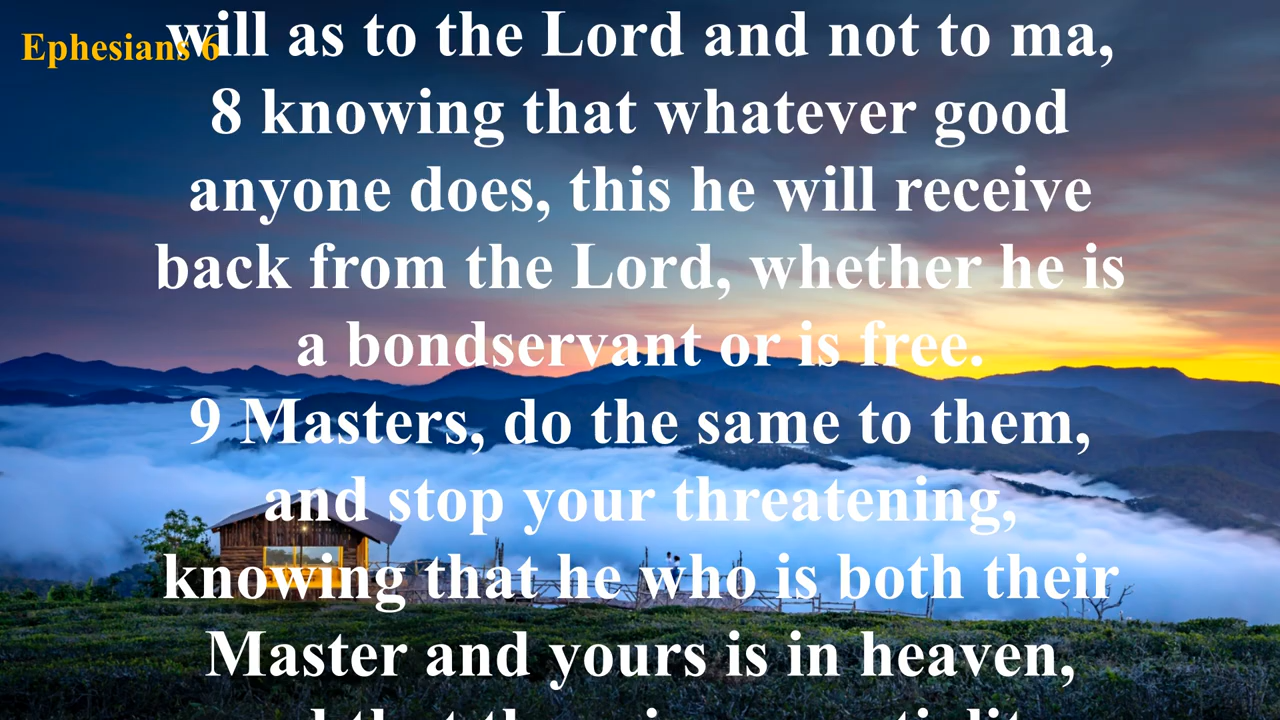 Ephesians 6
will as to the Lord and not to ma,
8 knowing that whatever good
anyone does, this he will receive
back from the Lord, whether he is
a bondservant or is free.
9 Masters, do the same to them,
and stop your threatening,
knowing that he who is both their
Master and yours is in heaven,